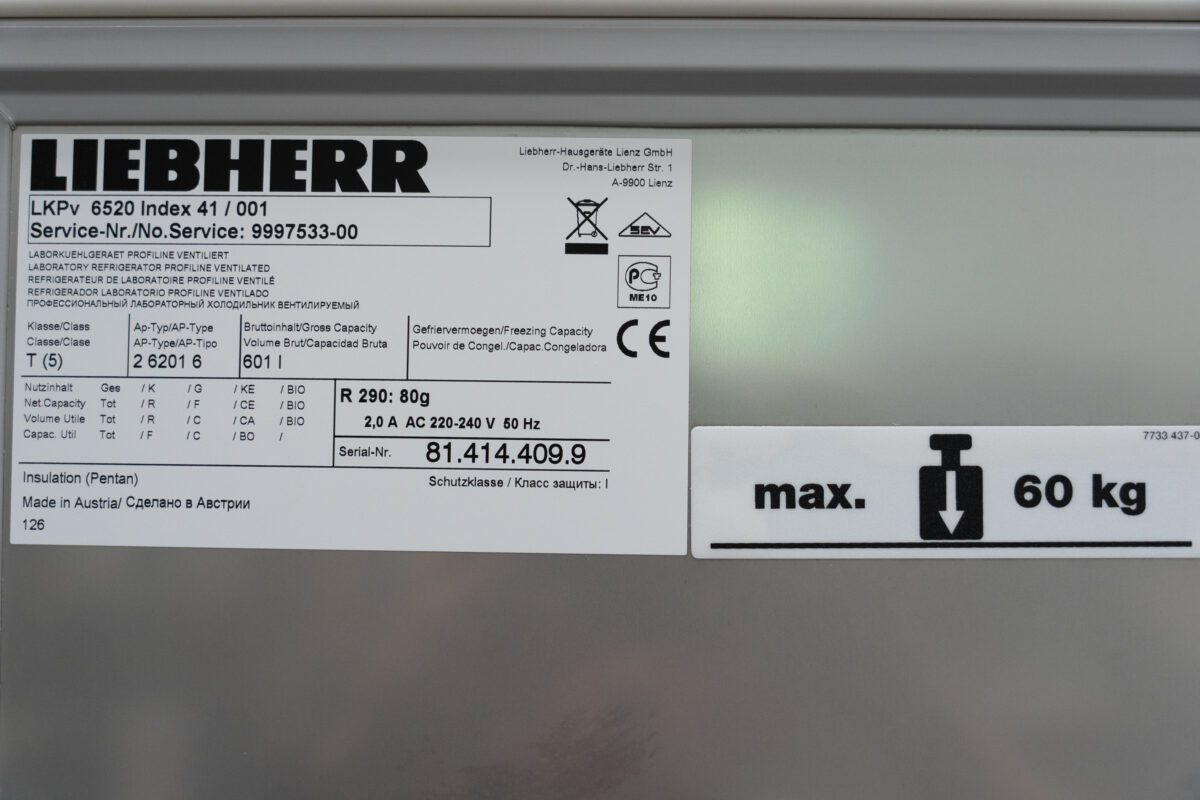 LIEBHERR
Liebherr-Hausgeräte Lienz GmbH
Dr.-Hans-Liebherr Str. 1
A-9900 Lienz
LKPv 6520 Index 41 / 001
Service-Nr./No.Service: 9997533-00
SEV
LABORKUEHLGERAET PROFILINE VENTILIERT
LABORATORY REFRIGERATOR PROFILINE VENTILATED
REFRIGERATEUR DE LABORATOIRE PROFILINE VENTILÉ
REFRIGERADOR LABORATORIO PROFILINE VENTILADO
ПРОФЕССИОНАЛЬНЫЙ ЛАБОРАТОРНЫЙ ХОЛОДИЛЬНИК ВЕНТИЛИРУЕМЫЙ
РСТ
ME10
Klasse/Class
Classe/Clase
T (5)
Ap-Typ/AP-Type
AP-Type/AP-Tipo
2 6201 6
Bruttoinhalt/Gross Capacity
Volume Brut/Capacidad Bruta
601 l
Gefriervermoegen/Freezing Capacity
Pouvoir de Congel./Capac.Congeladora
CE
Nutzinhalt Ges / K / G / KE / BIO
Net.Capacity Tot / R / F / CE / BIO
Volume Utile Tot / R / C / CA / BIO
Capac. Util Tot / F / C / BO /
R 290: 80g
2,0 A AC 220-240 V 50 Hz
Serial-Nr. 81.414.409.9
Insulation (Pentan)
Schutzklasse / Класс защиты: I
Made in Austria/ Сделано в Австрии
126
7733 437-0
max. 60 kg